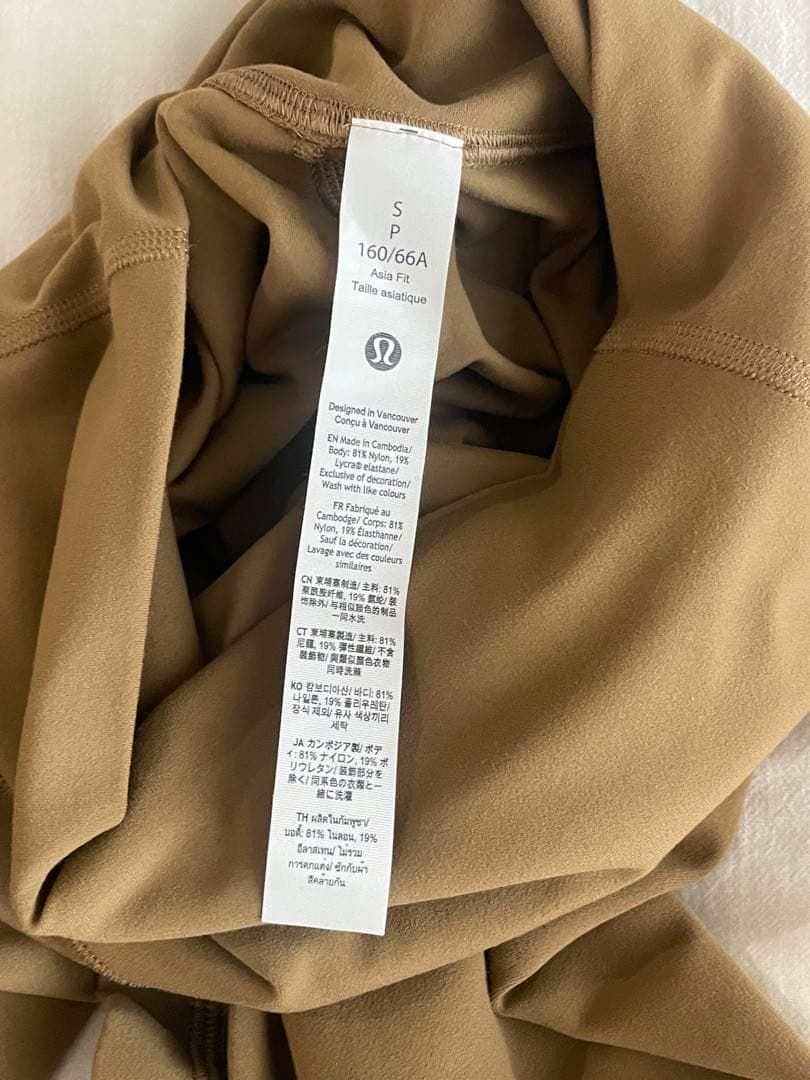 S
P
160/66A
Asia Fit
Taille asiatique
Designed in Vancouver
Conçu à Vancouver
EN Made in Cambodia/
Body: 81% Nylon, 19%
Lycra® elastane/
Exclusive of decoration/
Wash with like colours
FR Fabriqué au
Cambodge/ Corps: 81%
Nylon, 19% Élasthanne/
Sauf la décoration/
Lavage avec des couleurs
similaires
CN 柬埔寨制造/ 主料: 81%
聚酰胺纤维, 19% 氨纶/ 装
饰除外/ 与相似颜色的制品
一同水洗
CT 柬埔寨製造/ 主料: 81%
尼龍, 19% 彈性纖維/ 不含
裝飾物/ 與類似顏色衣物
同時洗滌
KO 캄보디아산/ 바디: 81%
나일론, 19% 폴리우레탄/
장식 제외/ 유사 색상끼리
세탁
JA カンボジア製/ ボデ
ィ: 81% ナイロン, 19% ポ
リウレタン/ 装飾部分を
除く/ 同系色の衣類と一
緒に洗濯
TH ผลิตในกัมพูชา/
บอดี้: 81% ไนลอน, 19%
อีลาสเทน/ ไม่รวม
การตกแต่ง/ ซักกับผ้า
สีคล้ายกัน